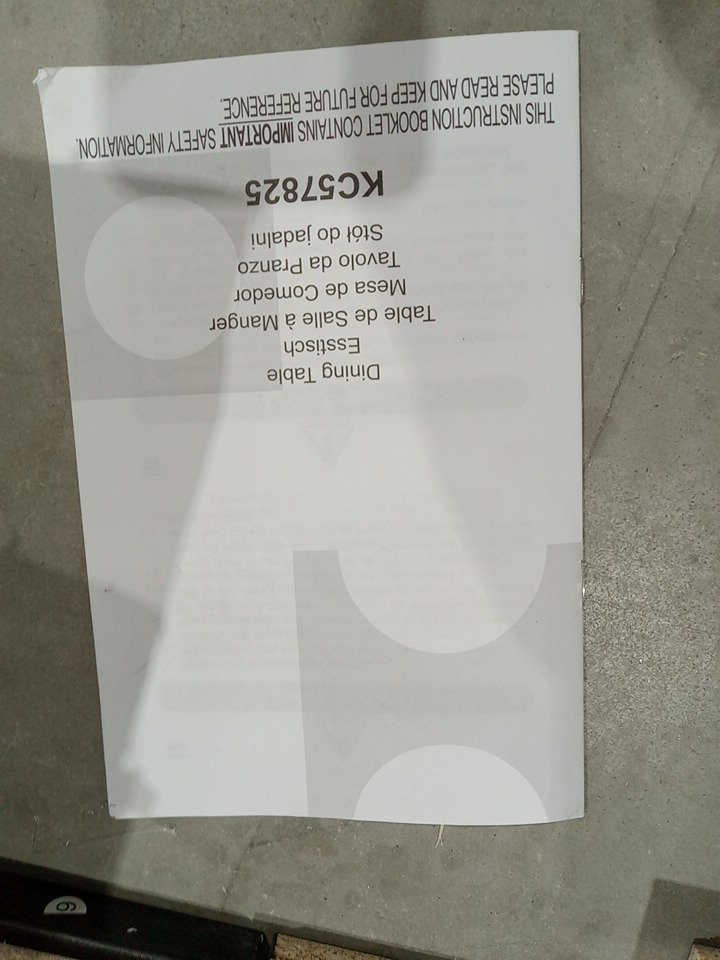 Dining Table
Esstisch
Table de Salle à Manger
Mesa de Comedor
Tavolo da Pranzo
Stół do jadalni
KC57825
THIS INSTRUCTION BOOKLET CONTAINS IMPORTANT SAFETY INFORMATION.
PLEASE READ AND KEEP FOR FUTURE REFERENCE.